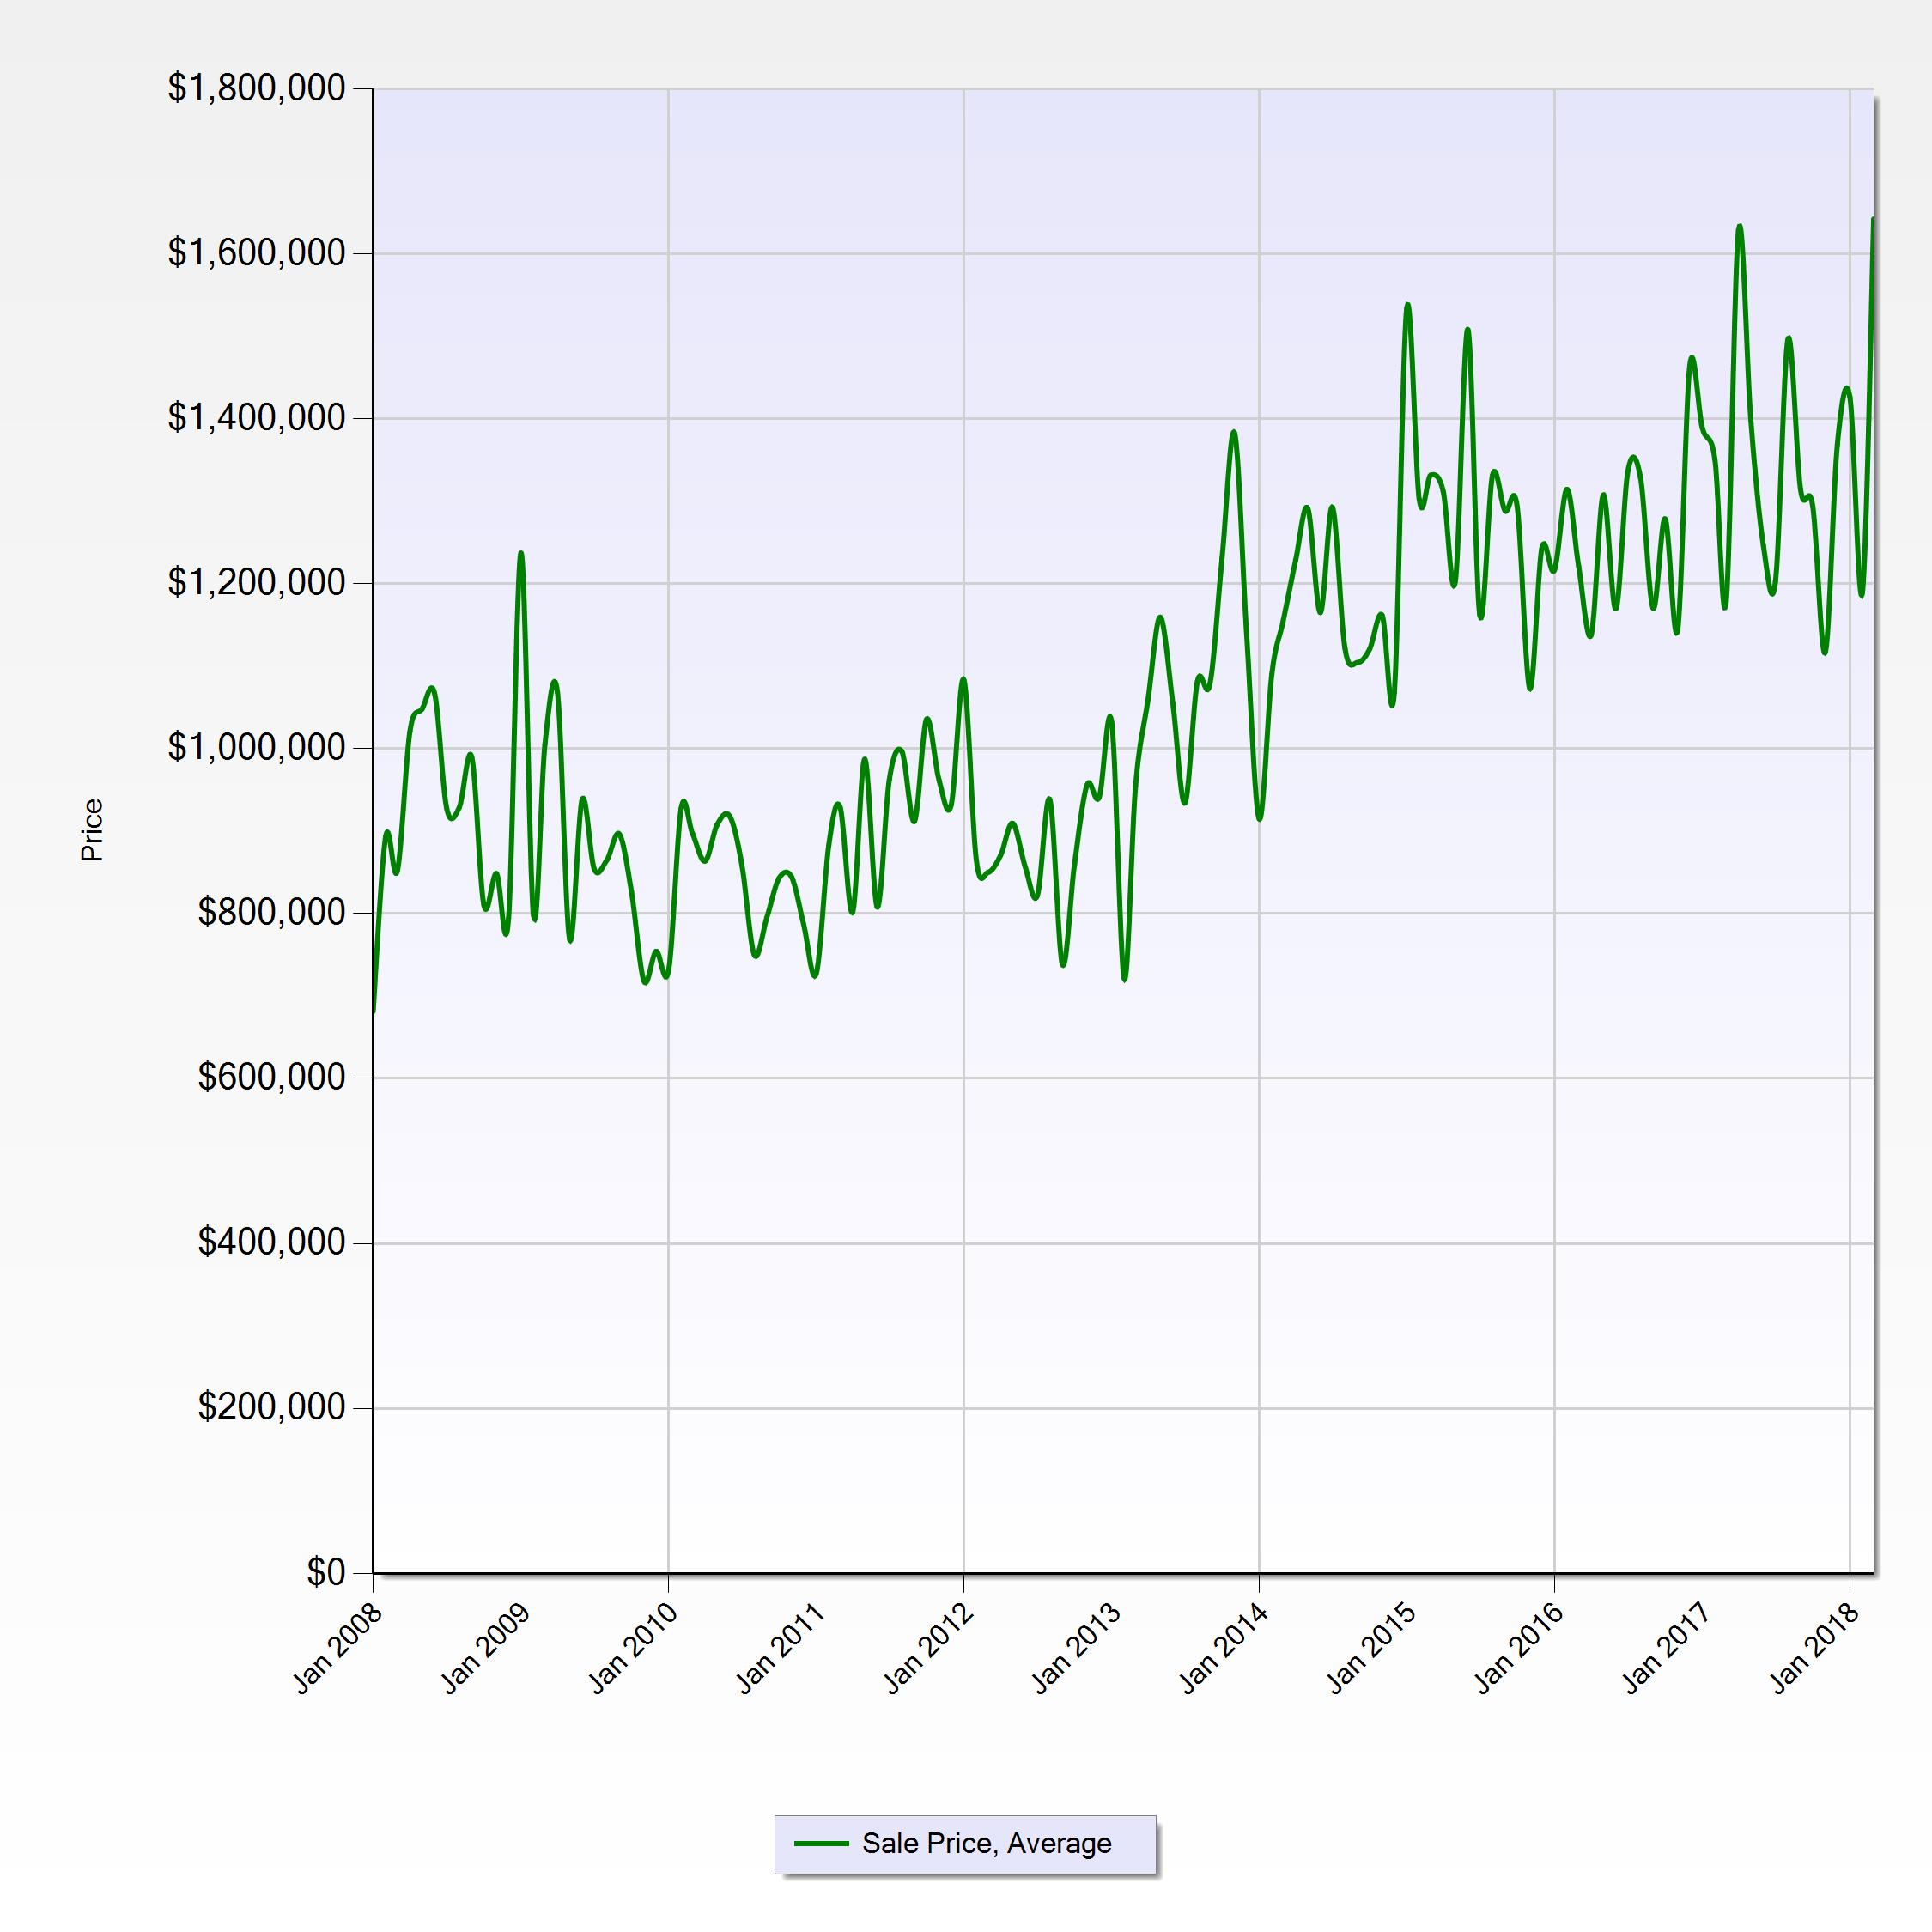 $1,800,000
$1,600,000
$1,400,000
$1,200,000
$1,000,000
$800,000
$600,000
$400,000
$200,000
$0
Price
Jan 2008
Jan 2009
Jan 2010
Jan 2011
Jan 2012
Jan 2013
Jan 2014
Jan 2015
Jan 2016
Jan 2017
Jan 2018
Sale Price, Average